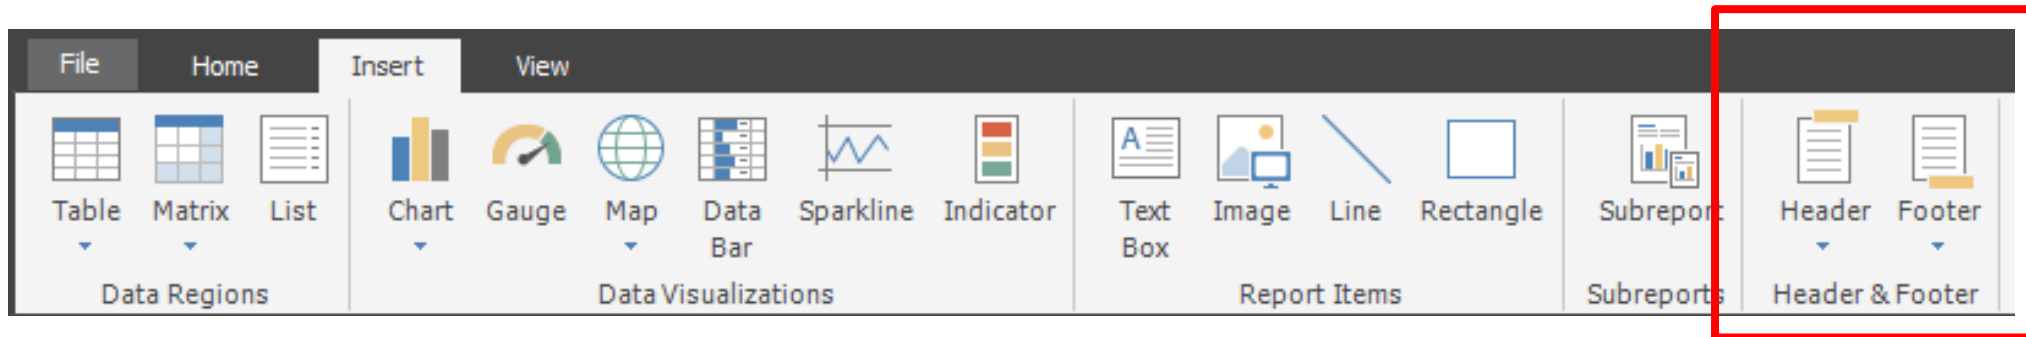 File Home Insert View
Table Matrix List Chart Gauge Map Data Sparkline Indicator Text Image Line Rectangle Subreport Header Footer
Bar Box
Data Regions Data Visualizations Report Items Subreports Header & Footer